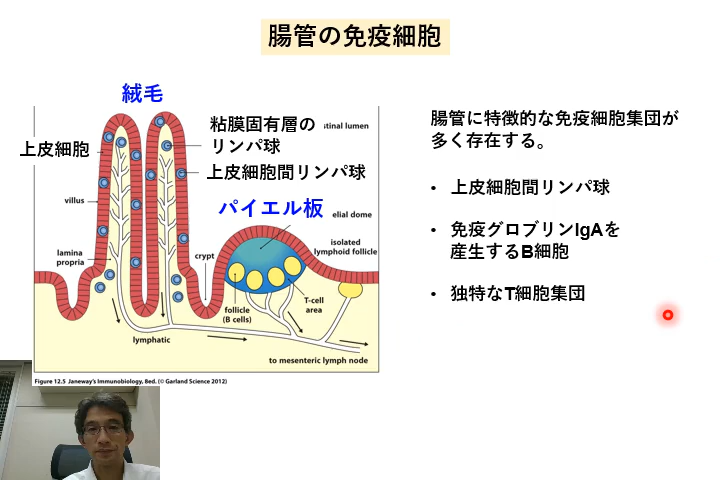 腸管の免疫細胞
絨毛
粘膜固有層の
リンパ球
stinal lumen
上皮細胞
上皮細胞間リンパ球
villus
パイエル板
elial dome
isolated
lymphoid follicle
lamina
propria
crypt
follicle
(B cells)
T-cell
area
lymphatic
to mesenteric lymph node
Figure 12.5 Janeway's Immunobiology, 8ed. (© Garland Science 2012)
腸管に特徴的な免疫細胞集団が
多く存在する。
• 上皮細胞間リンパ球
• 免疫グロブリンIgAを
産生するB細胞
• 独特なT細胞集団